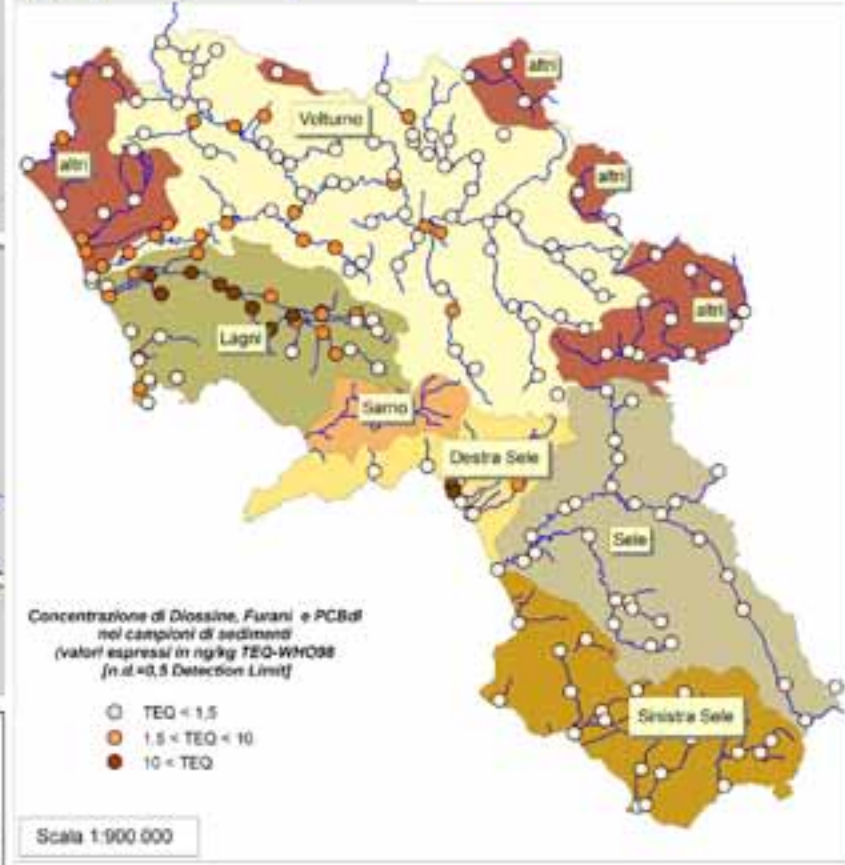 altri
Volturno
altri
altri
altri
Lagni
Sarno
Destra Sele
Sele
Sinistra Sele
Concentrazione di Diossine, Furani e PCBdl
nei campioni di sedimenti
(valori espressi in ng/kg TEQ-WHO98
[n.d.=0,5 Detection Limit]
TEQ < 1,5
1.5 < TEQ < 10
10 < TEQ
Scala 1:900.000